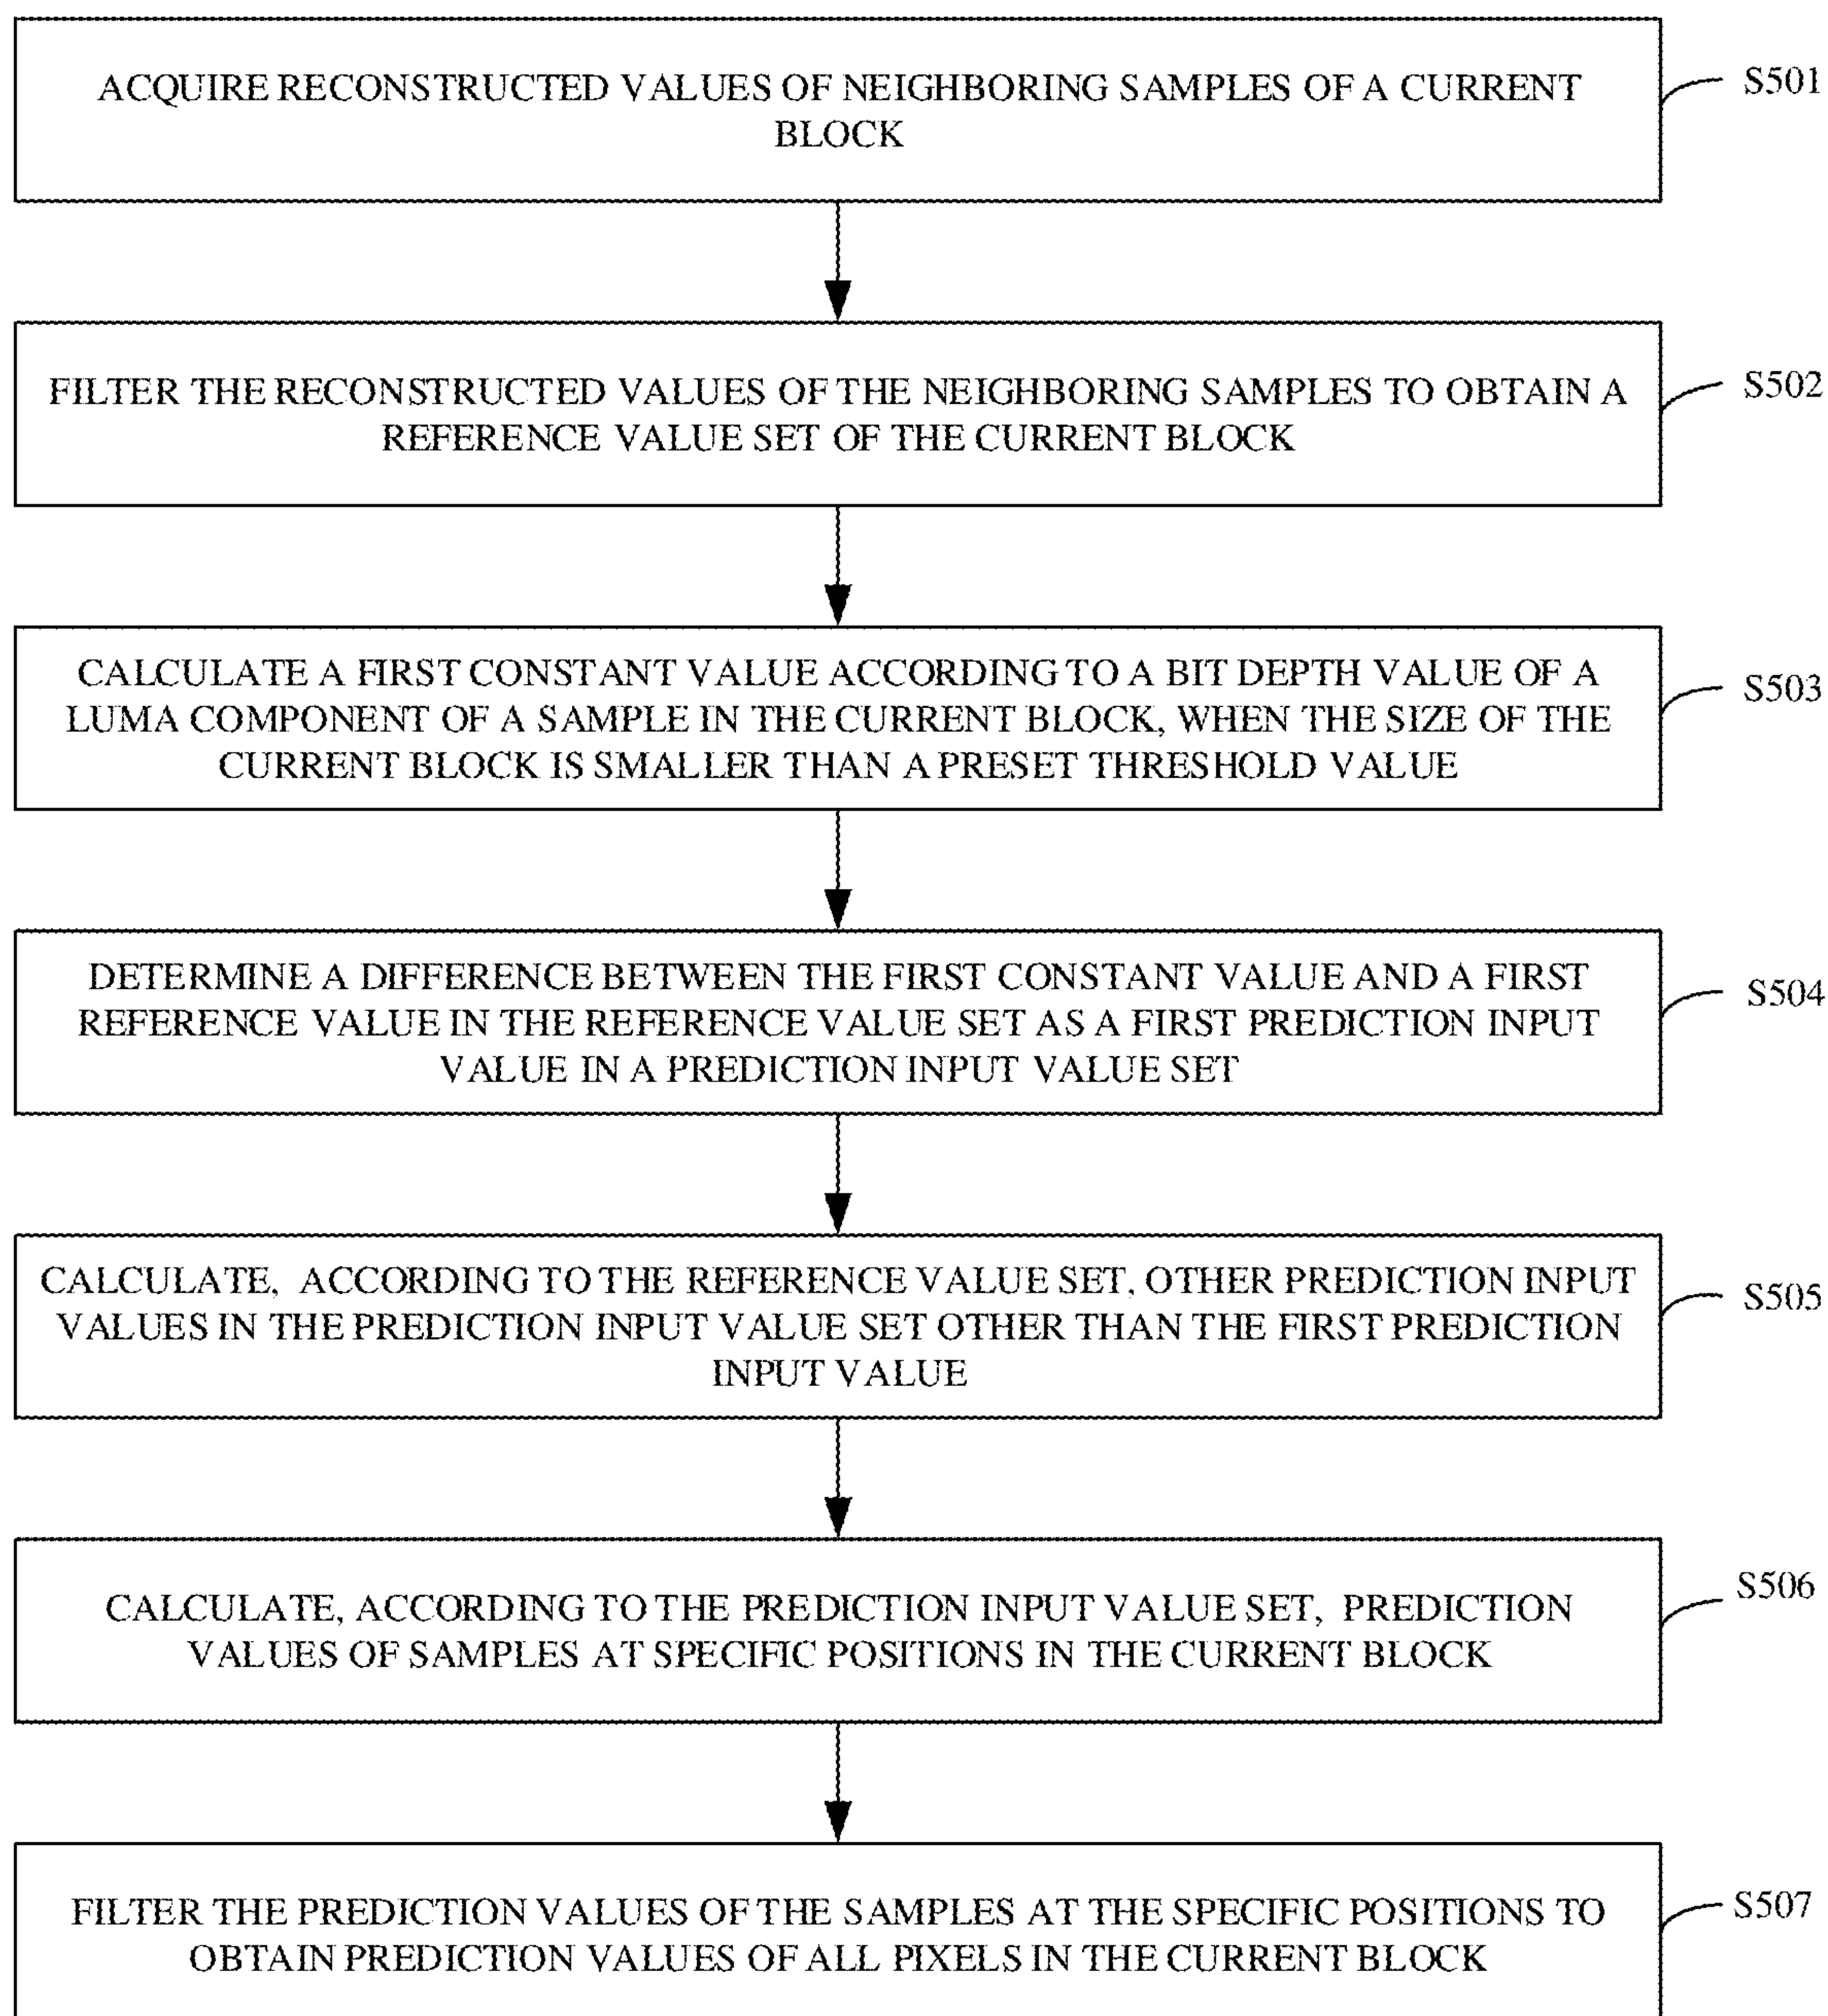 ACQUIRE RECONSTRUCTED VALUES OF NEIGHBORING SAMPLES OF A CURRENT
BLOCK
S501
FILTER THE RECONSTRUCTED VALUES OF THE NEIGHBORING SAMPLES TO OBTAIN A
REFERENCE VALUE SET OF THE CURRENT BLOCK
S502
CALCULATE A FIRST CONSTANT VALUE ACCORDING TO A BIT DEPTH VALUE OF A
LUMA COMPONENT OF A SAMPLE IN THE CURRENT BLOCK, WHEN THE SIZE OF THE
CURRENT BLOCK IS SMALLER THAN A PRESET THRESHOLD VALUE
S503
DETERMINE A DIFFERENCE BETWEEN THE FIRST CONSTANT VALUE AND A FIRST
REFERENCE VALUE IN THE REFERENCE VALUE SET AS A FIRST PREDICTION INPUT
VALUE IN A PREDICTION INPUT VALUE SET
S504
CALCULATE, ACCORDING TO THE REFERENCE VALUE SET, OTHER PREDICTION INPUT
VALUES IN THE PREDICTION INPUT VALUE SET OTHER THAN THE FIRST PREDICTION
INPUT VALUE
S505
CALCULATE, ACCORDING TO THE PREDICTION INPUT VALUE SET, PREDICTION
VALUES OF SAMPLES AT SPECIFIC POSITIONS IN THE CURRENT BLOCK
S506
FILTER THE PREDICTION VALUES OF THE SAMPLES AT THE SPECIFIC POSITIONS TO
OBTAIN PREDICTION VALUES OF ALL PIXELS IN THE CURRENT BLOCK
S507